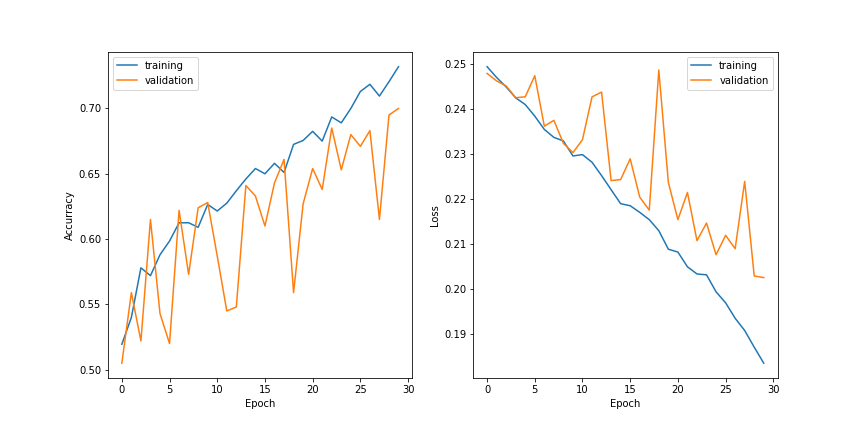 training
validation
0.70
0.65
0.60
0.55
0.50
Accurracy
0 5 10 15 20 25 30
Epoch
training
validation
0.25
0.24
0.23
0.22
0.21
0.20
0.19
Loss
0 5 10 15 20 25 30
Epoch